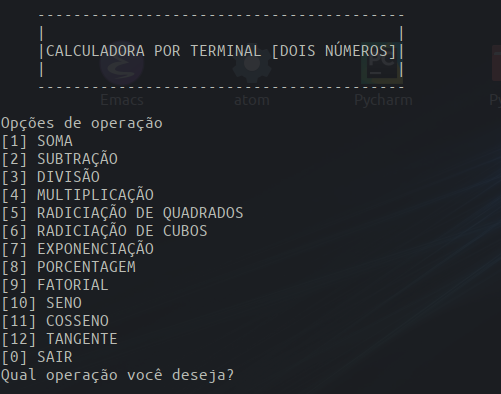 -----------------------------------------
|                                       |
|CALCULADORA POR TERMINAL [DOIS NÚMEROS]|
|                                       |
-----------------------------------------
Emacs atom Pycharm
Opções de operação
[1] SOMA
[2] SUBTRAÇÃO
[3] DIVISÃO
[4] MULTIPLICAÇÃO
[5] RADICIAÇÃO DE QUADRADOS
[6] RADICIAÇÃO DE CUBOS
[7] EXPONENCIAÇÃO
[8] PORCENTAGEM
[9] FATORIAL
[10] SENO
[11] COSSENO
[12] TANGENTE
[0] SAIR
Qual operação você deseja?